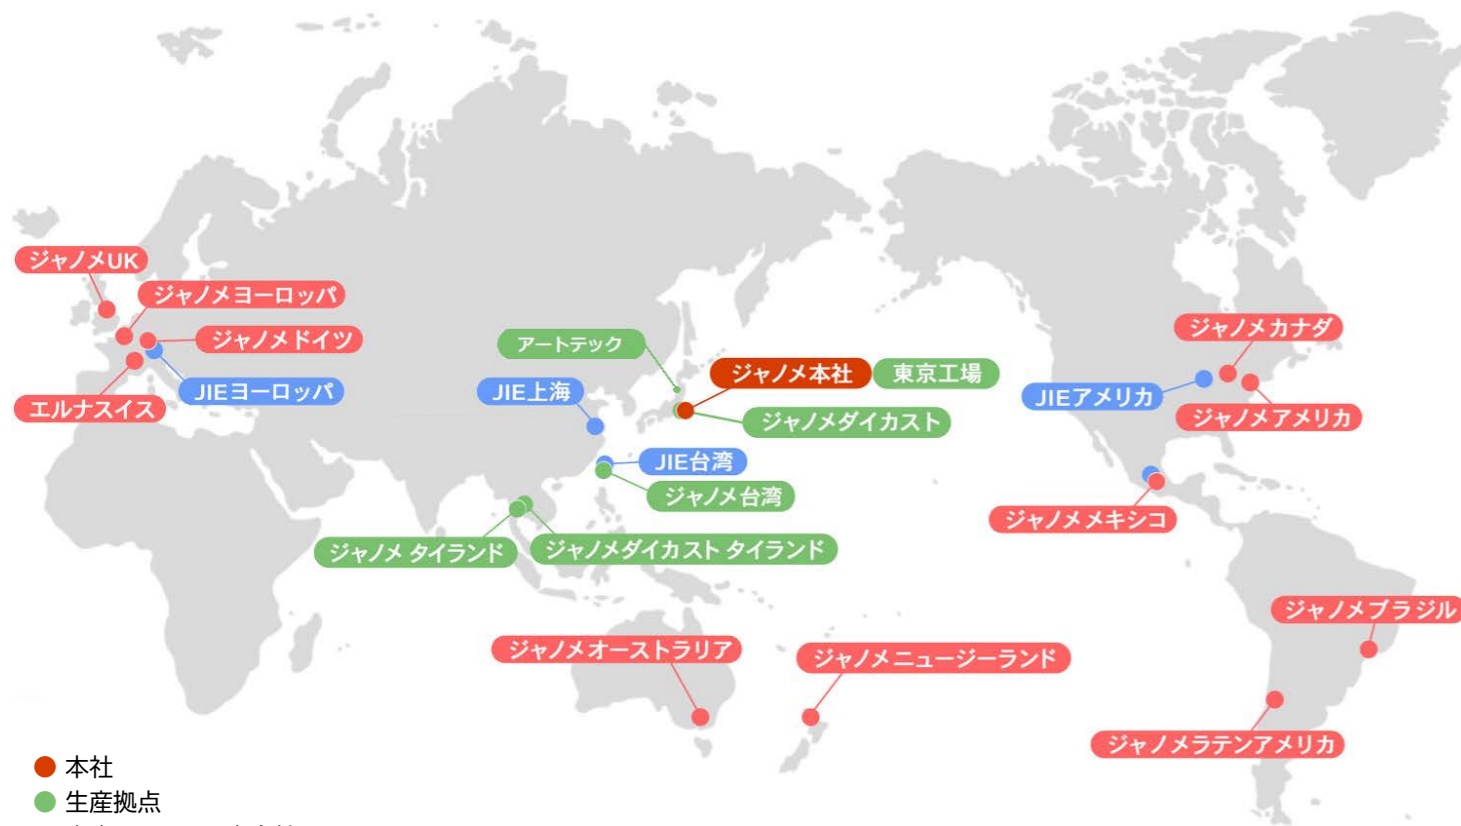 ジャノメUK
ジャノメヨーロッパ
ジャノメドイツ
JIEヨーロッパ
エルナスイス
アートテック
ジャノメ本社
東京工場
ジャノメダイカスト
JIE上海
JIE台湾
ジャノメ台湾
ジャノメ タイランド
ジャノメダイカスト タイランド
ジャノメオーストラリア
ジャノメニュージーランド
ジャノメカナダ
JIEアメリカ
ジャノメアメリカ
ジャノメメキシコ
ジャノメブラジル
ジャノメラテンアメリカ
本社
生産拠点